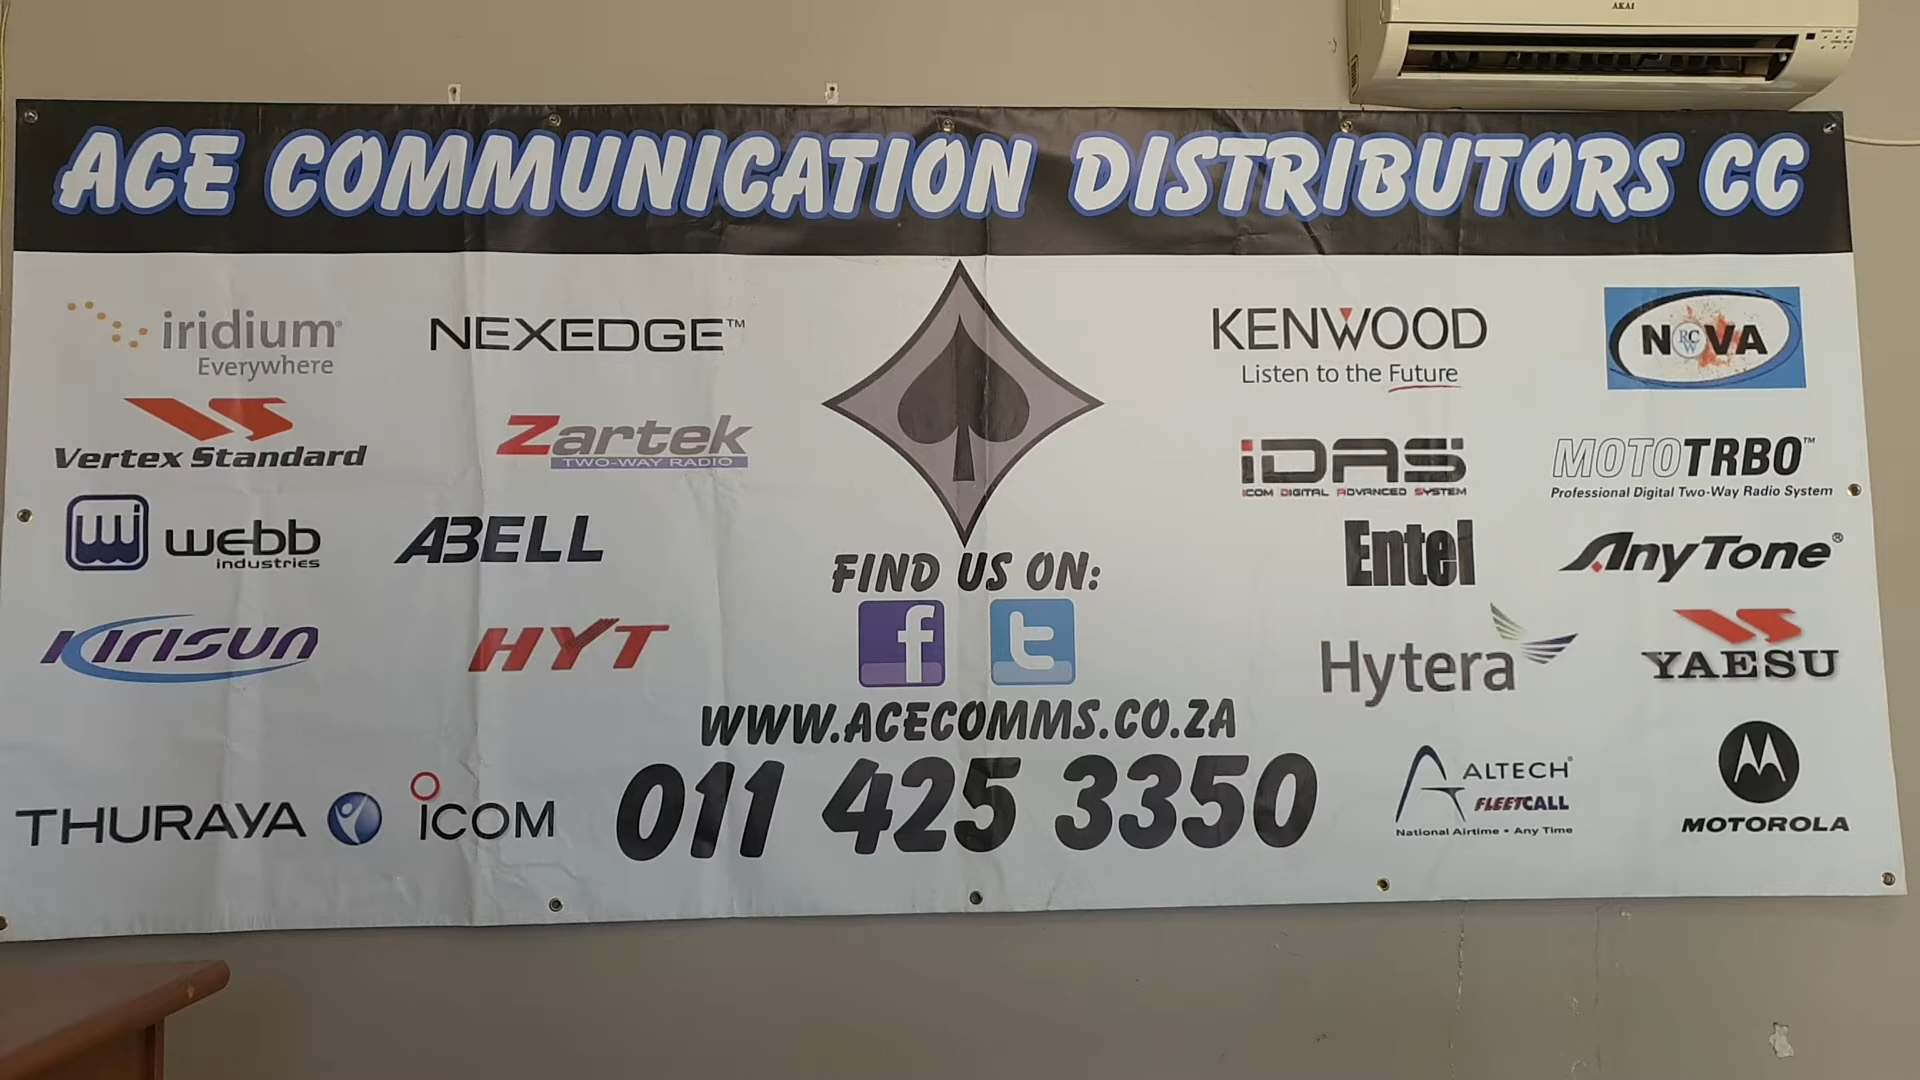 AKAI
ACE COMMUNICATION DISTRIBUTORS CC
iridium®
Everywhere
NEXEDGE™
Vertex Standard
Zartek
TWO-WAY RADIO
webb
industries
ABELL
KIRISUN
HYT
THURAYA
ICOM
FIND US ON:
f
t
WWW.ACECOMMS.CO.ZA
011 425 3350
KENWOOD
Listen to the Future
NOVA
RCW
iDAS
ICOM DIGITAL ADVANCED SYSTEM
MOTOTRBO™
Professional Digital Two-Way Radio System
Entel
AnyTone®
Hytera
YAESU
ALTECH®
FLEETCALL
National Airtime • Any Time
MOTOROLA